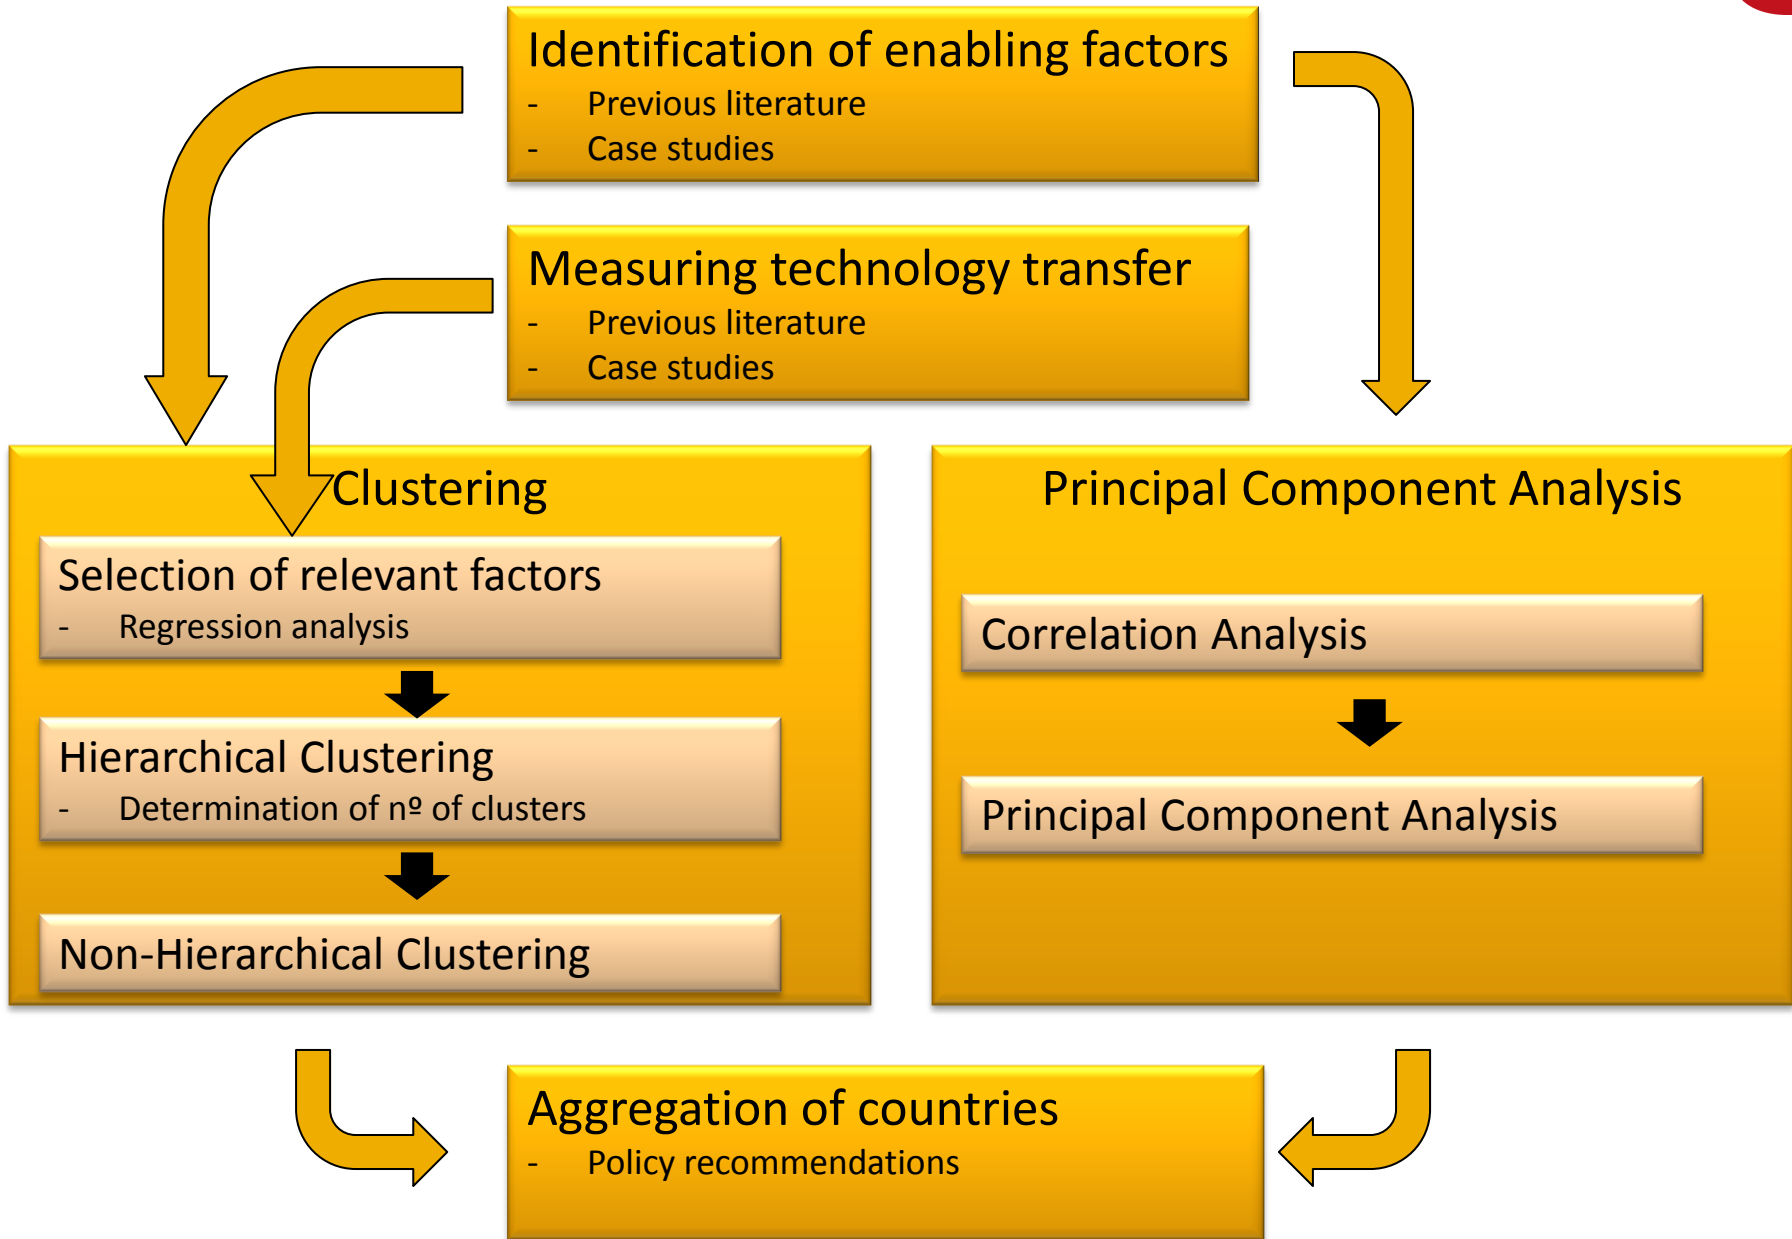 Identification of enabling factors
- Previous literature
- Case studies
Measuring technology transfer
- Previous literature
- Case studies
Clustering
Selection of relevant factors
- Regression analysis
Hierarchical Clustering
- Determination of nº of clusters
Non-Hierarchical Clustering
Principal Component Analysis
Correlation Analysis
Principal Component Analysis
Aggregation of countries
- Policy recommendations